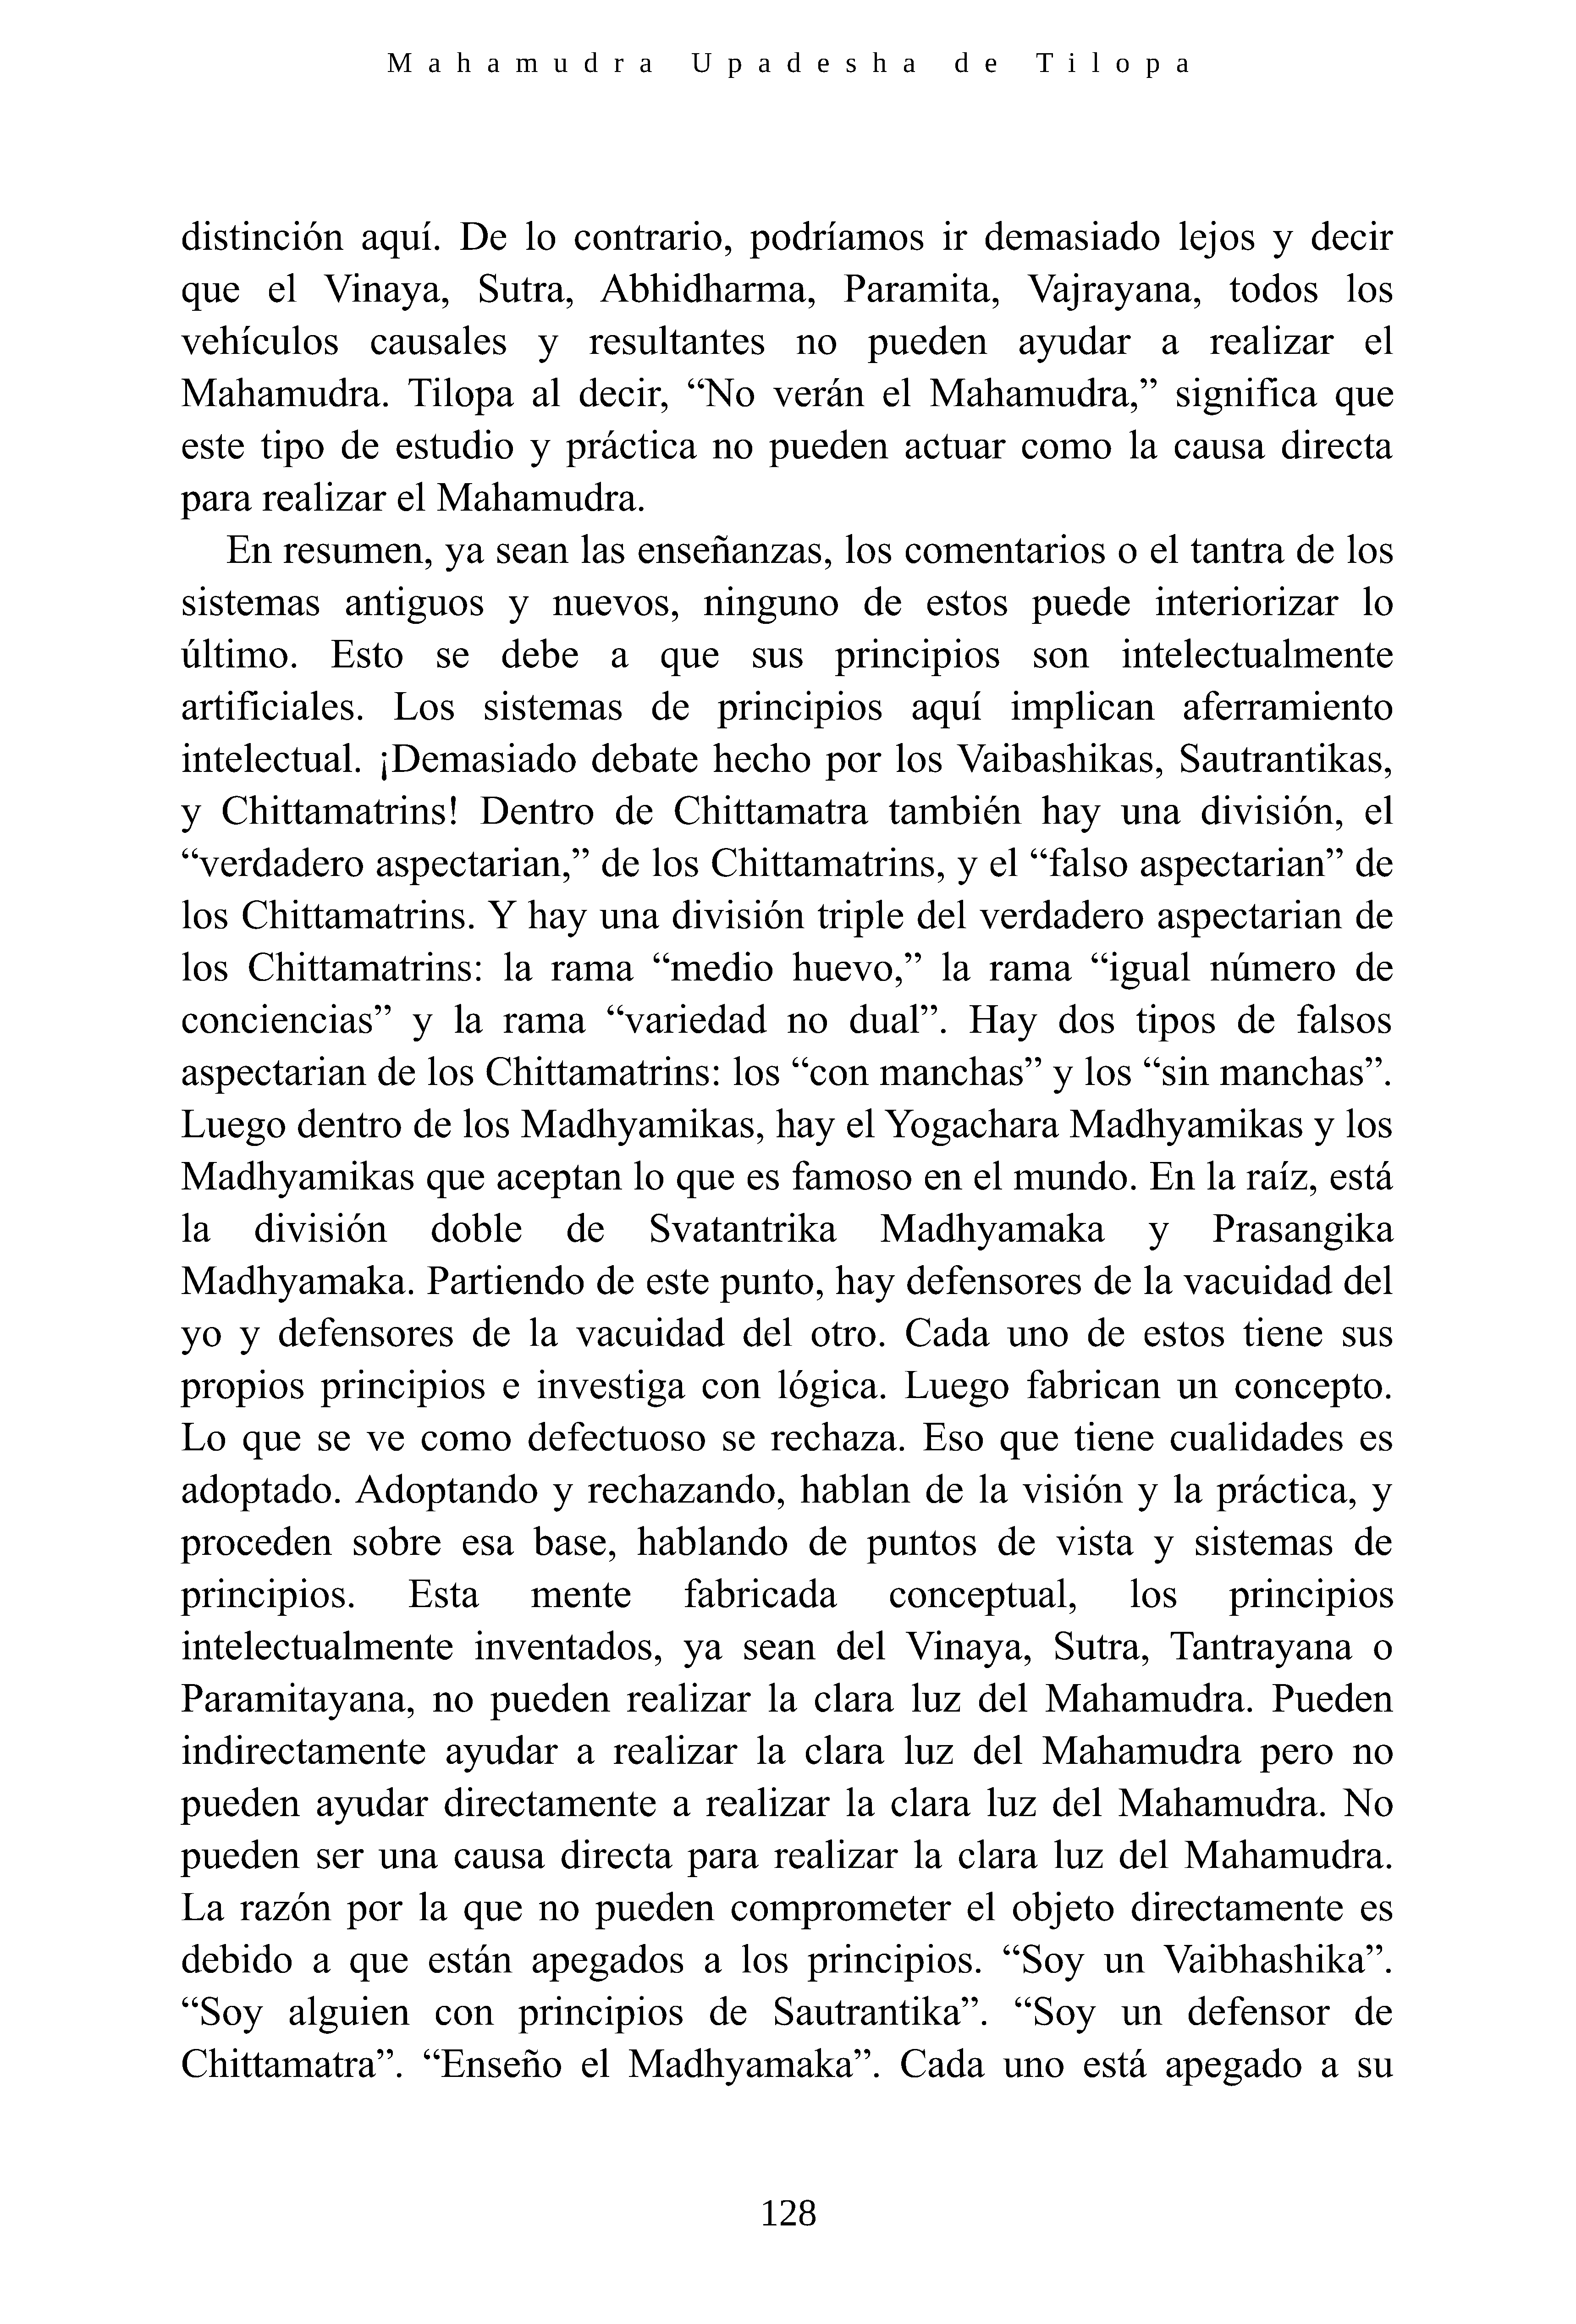 Mahamudra Upadesha de Tilopa
distinción aquí. De lo contrario, podríamos ir demasiado lejos y decir
que el Vinaya, Sutra, Abhidharma, Paramita, Vajrayana, todos los
vehículos causales y resultantes no pueden ayudar a realizar el
Mahamudra. Tilopa al decir, “No verán el Mahamudra,” significa que
este tipo de estudio y práctica no pueden actuar como la causa directa
para realizar el Mahamudra.
En resumen, ya sean las enseñanzas, los comentarios o el tantra de los
sistemas antiguos y nuevos, ninguno de estos puede interiorizar lo
último. Esto se debe a que sus principios son intelectualmente
artificiales. Los sistemas de principios aquí implican aferramiento
intelectual. ¡Demasiado debate hecho por los Vaibashikas, Sautrantikas,
y Chittamatrins! Dentro de Chittamatra también hay una división, el
“verdadero aspectarian,” de los Chittamatrins, y el “falso aspectarian” de
los Chittamatrins. Y hay una división triple del verdadero aspectarian de
los Chittamatrins: la rama “medio huevo,” la rama “igual número de
conciencias” y la rama “variedad no dual”. Hay dos tipos de falsos
aspectarian de los Chittamatrins: los “con manchas” y los “sin manchas”.
Luego dentro de los Madhyamikas, hay el Yogachara Madhyamikas y los
Madhyamikas que aceptan lo que es famoso en el mundo. En la raíz, está
la división doble de Svatantrika Madhyamaka y Prasangika
Madhyamaka. Partiendo de este punto, hay defensores de la vacuidad del
yo y defensores de la vacuidad del otro. Cada uno de estos tiene sus
propios principios e investiga con lógica. Luego fabrican un concepto.
Lo que se ve como defectuoso se rechaza. Eso que tiene cualidades es
adoptado. Adoptando y rechazando, hablan de la visión y la práctica, y
proceden sobre esa base, hablando de puntos de vista y sistemas de
principios. Esta mente fabricada conceptual, los principios
intelectualmente inventados, ya sean del Vinaya, Sutra, Tantrayana o
Paramitayana, no pueden realizar la clara luz del Mahamudra. Pueden
indirectamente ayudar a realizar la clara luz del Mahamudra pero no
pueden ayudar directamente a realizar la clara luz del Mahamudra. No
pueden ser una causa directa para realizar la clara luz del Mahamudra.
La razón por la que no pueden comprometer el objeto directamente es
debido a que están apegados a los principios. “Soy un Vaibhashika”.
“Soy alguien con principios de Sautrantika”. “Soy un defensor de
Chittamatra”. “Enseño el Madhyamaka”. Cada uno está apegado a su
128